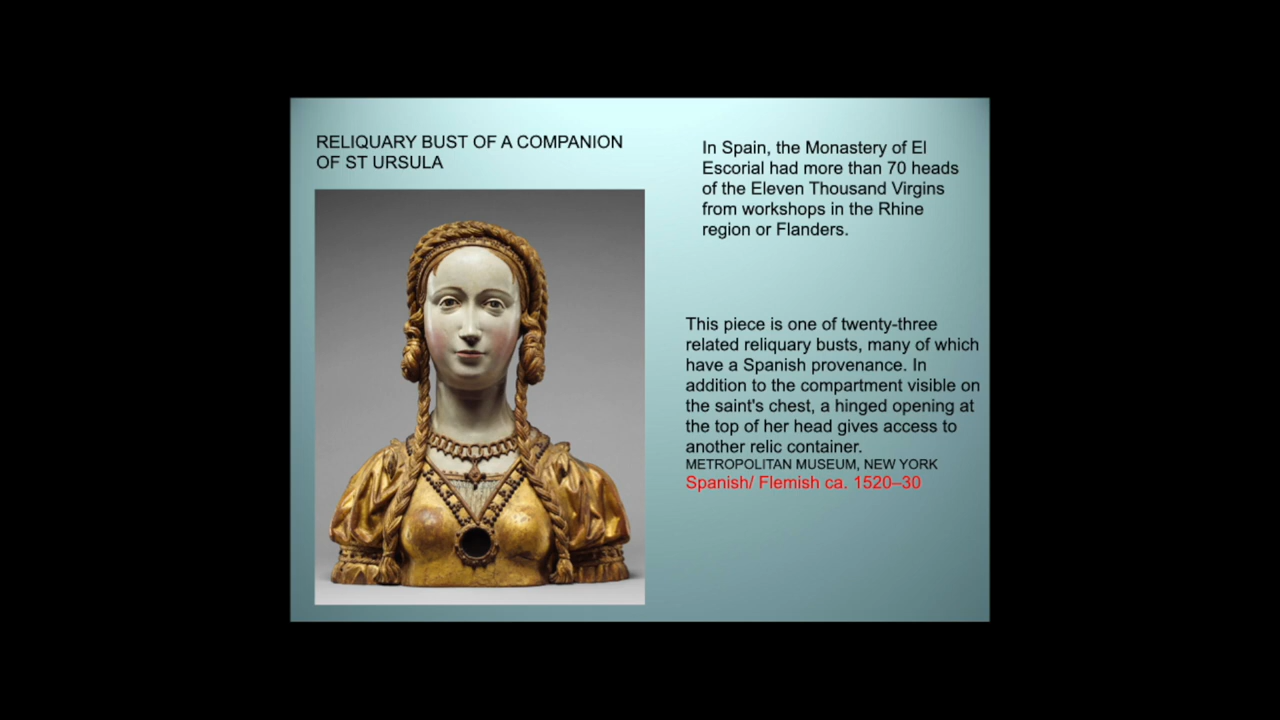 RELIQUARY BUST OF A COMPANION
OF ST URSULA
In Spain, the Monastery of El
Escorial had more than 70 heads
of the Eleven Thousand Virgins
from workshops in the Rhine
region or Flanders.
This piece is one of twenty-three
related reliquary busts, many of which
have a Spanish provenance. In
addition to the compartment visible on
the saint's chest, a hinged opening at
the top of her head gives access to
another relic container.
METROPOLITAN MUSEUM, NEW YORK
Spanish/ Flemish ca. 1520–30